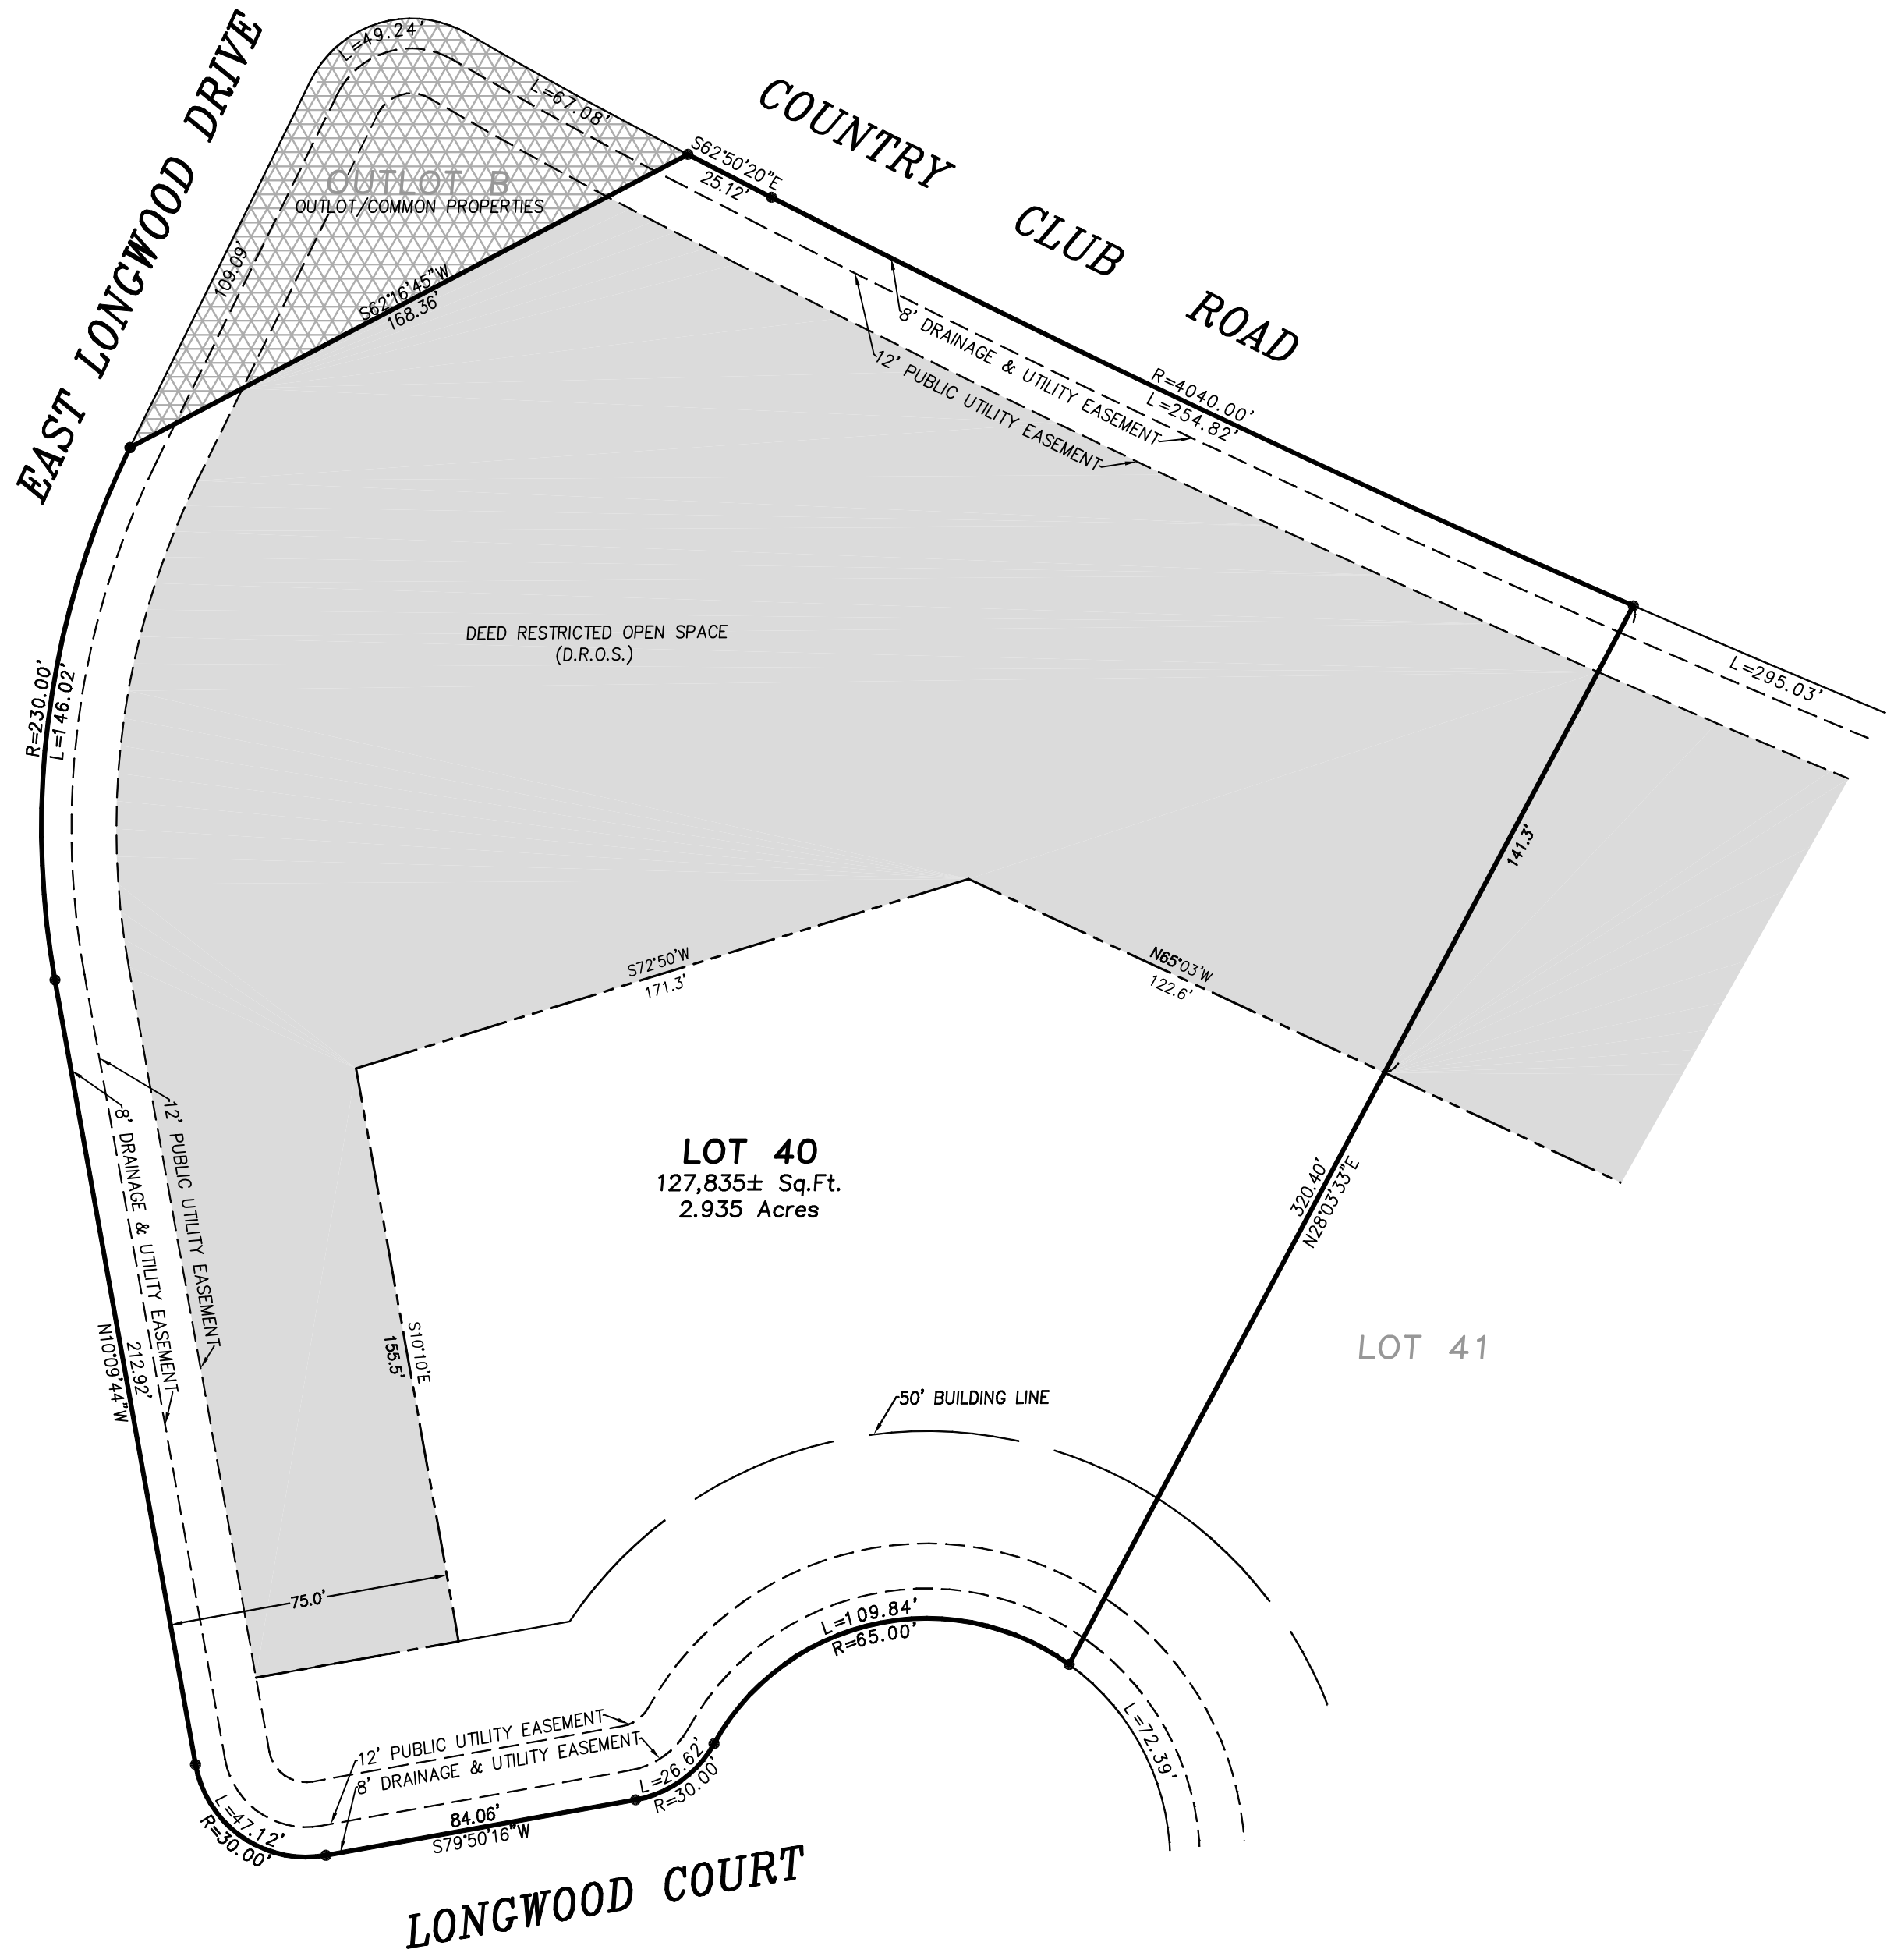 EAST LONGWOOD DRIVE
L=49.24'
L=67.08'
COUNTRY CLUB ROAD
S62°50'20"E
25.12'
OUTLOT B
OUTLOT/COMMON PROPERTIES
109.09'
S62°16'45"W
168.36'
8' DRAINAGE & UTILITY EASEMENT
12' PUBLIC UTILITY EASEMENT
R=4040.00'
L=254.82'
L=295.03'
DEED RESTRICTED OPEN SPACE
(D.R.O.S.)
R=230.00'
L=146.02'
141.3'
S72°50'W
171.3'
N65°03'W
122.6'
LOT 40
127,835± Sq.Ft.
2.935 Acres
320.40'
N28°03'33"E
12' PUBLIC UTILITY EASEMENT
8' DRAINAGE & UTILITY EASEMENT
212.92'
N10°09'44"W
S10°10'E
155.5'
LOT 41
50' BUILDING LINE
75.0'
L=109.84'
R=65.00'
L=72.39'
12' PUBLIC UTILITY EASEMENT
8' DRAINAGE & UTILITY EASEMENT
L=26.62'
R=30.00'
L=47.12'
R=30.00'
84.06'
S79°50'16"W
LONGWOOD COURT